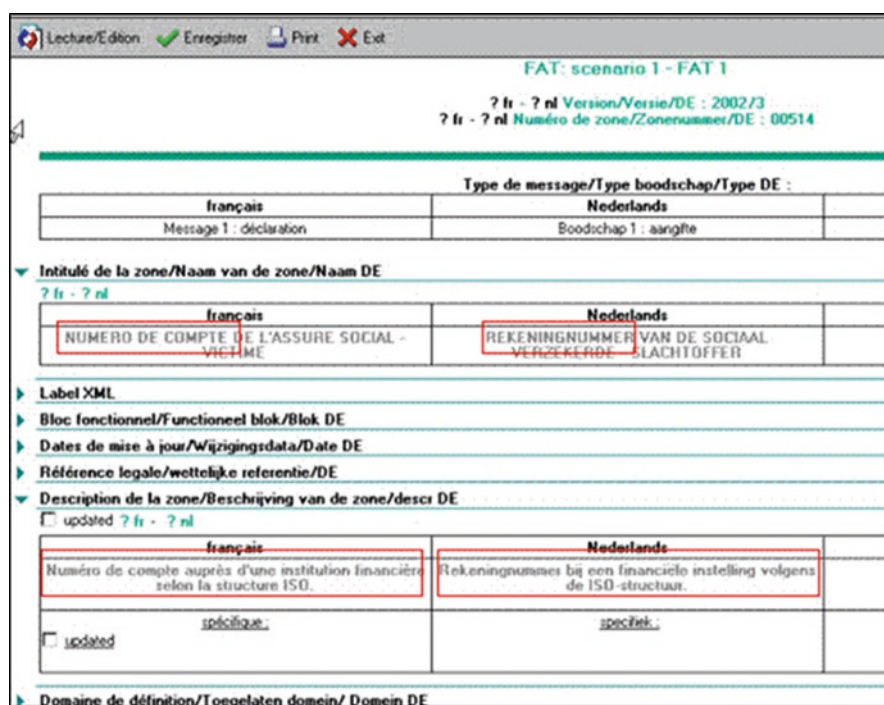 Lecture/Edition Enregistrer Print Exit
FAT: scenario 1 - FAT 1
? fr - ? nl Version/Versie/DE : 2002/3
? fr - ? nl Numéro de zone/Zonenummer/DE : 00514
Type de message/Type boodschap/Type DE :
français Nederlands
Message 1 : déclaration Boodschap 1 : aangifte
Intitulé de la zone/Naam van de zone/Naam DE
? fr - ? nl
français Nederlands
NUMERO DE COMPTE DE L'ASSURE SOCIAL - REKENINGNUMMER VAN DE SOCIAAL
VICTIME VERZEKERDE - SLACHTOFFER
Label XML
Bloc fonctionnel/Functioneel blok/Blok DE
Dates de mise à jour/Wijzigingsdata/Date DE
Référence legale/wettelijke referentie/DE
Description de la zone/Beschrijving van de zone/descr DE
updated ? fr - ? nl
français Nederlands
Numéro de compte auprès d'une institution financière Rekeningnummer bij een financiële instelling volgens
selon la structure ISO. de ISO-structuur.
spécifique : specifiek :
updated
Domaine de définition/Toegelaten domein/ Domein DE